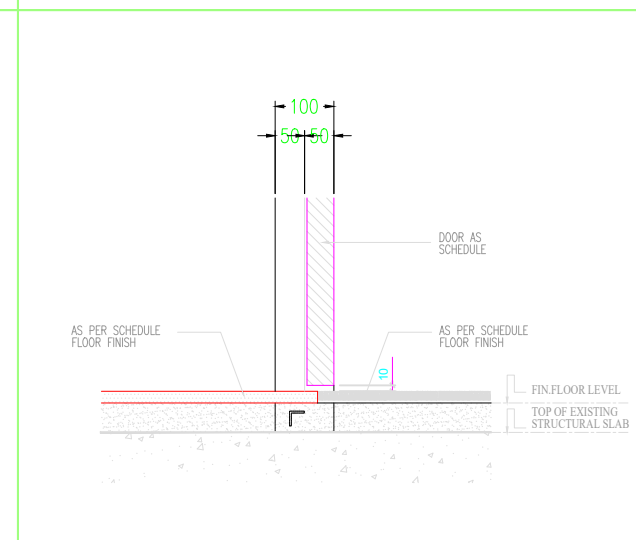 100
50 50
DOOR AS
SCHEDULE
AS PER SCHEDULE
FLOOR FINISH
AS PER SCHEDULE
FLOOR FINISH
10
FIN.FLOOR LEVEL
TOP OF EXISTING
STRUCTURAL SLAB